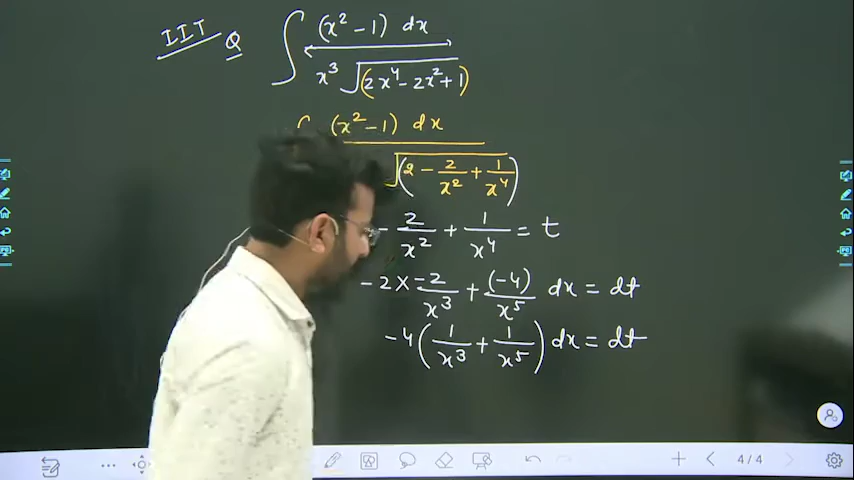 IIT Q ∫ (x² - 1) dx / x³ √(2x⁴ - 2x² + 1)
(x² - 1) dx / √(2 - 2/x² + 1/x⁴)
- 2/x² + 1/x⁴ = t
- 2 × -2/x³ + (-4)/x⁵ dx = dt
-4 (1/x³ + 1/x⁵) dx = dt
4/4